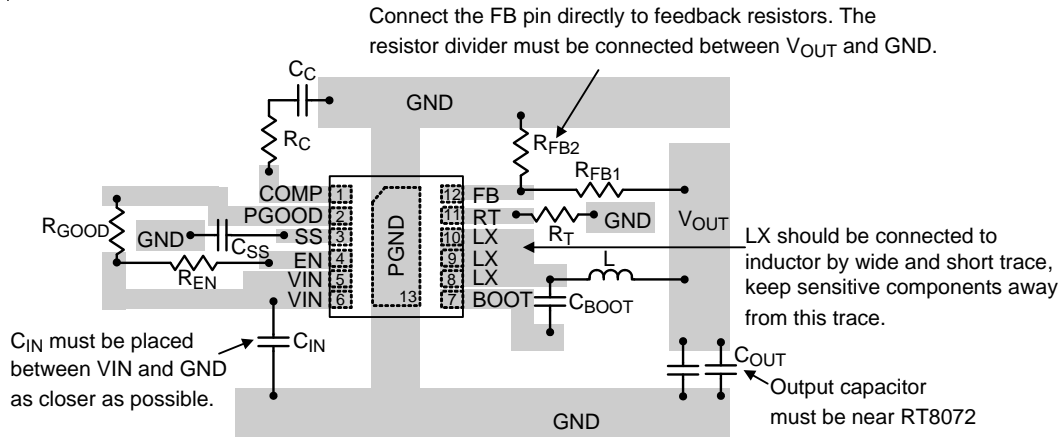 Connect the FB pin directly to feedback resistors. The
resistor divider must be connected between VOUT and GND.
CC
GND
RC
RFB2
RFB1
COMP 1
12 FB
PGOOD 2
11 RT
GND
RGOOD
GND
CSS
SS 3
10 LX
RT
VOUT
EN 4
9 LX
REN
VIN 5
8 LX
L
VIN 6
7 BOOT
CBOOT
PGND
13
LX should be connected to
inductor by wide and short trace,
keep sensitive components away
from this trace.
CIN must be placed
between VIN and GND
as closer as possible.
CIN
COUT
Output capacitor
must be near RT8072
GND